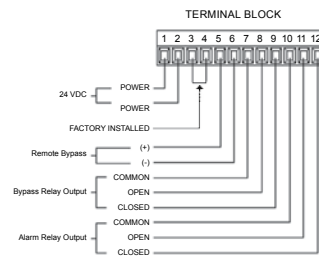 TERMINAL BLOCK
1 2 3 4 5 6 7 8 9 10 11 12
24 VDC
POWER
POWER
FACTORY INSTALLED
Remote Bypass
(+)
(-)
Bypass Relay Output
COMMON
OPEN
CLOSED
Alarm Relay Output
COMMON
OPEN
CLOSED